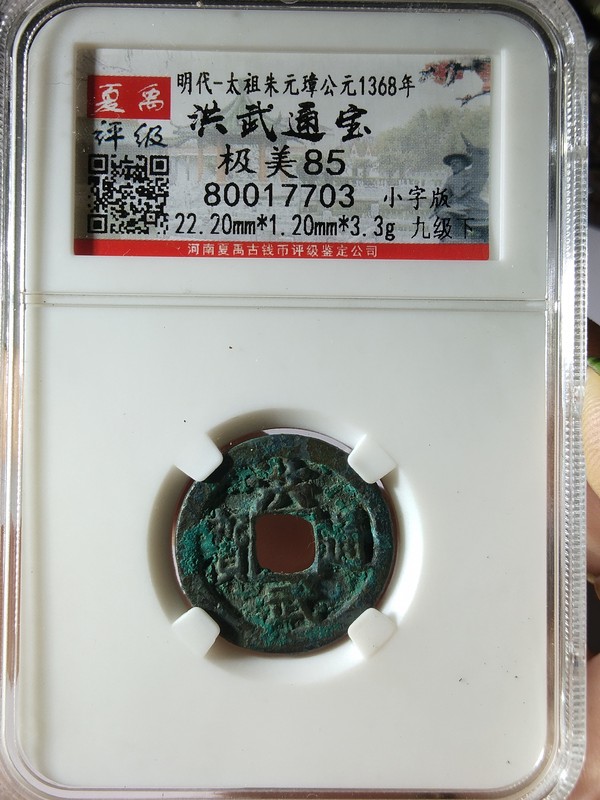 明代-太祖朱元璋公元1368年
夏禹
评级
洪武通宝
极美85
80017703 小字版
22.20mm*1.20mm*3.3g 九级下
河南夏禹古钱币评级鉴定公司
洪武通寳